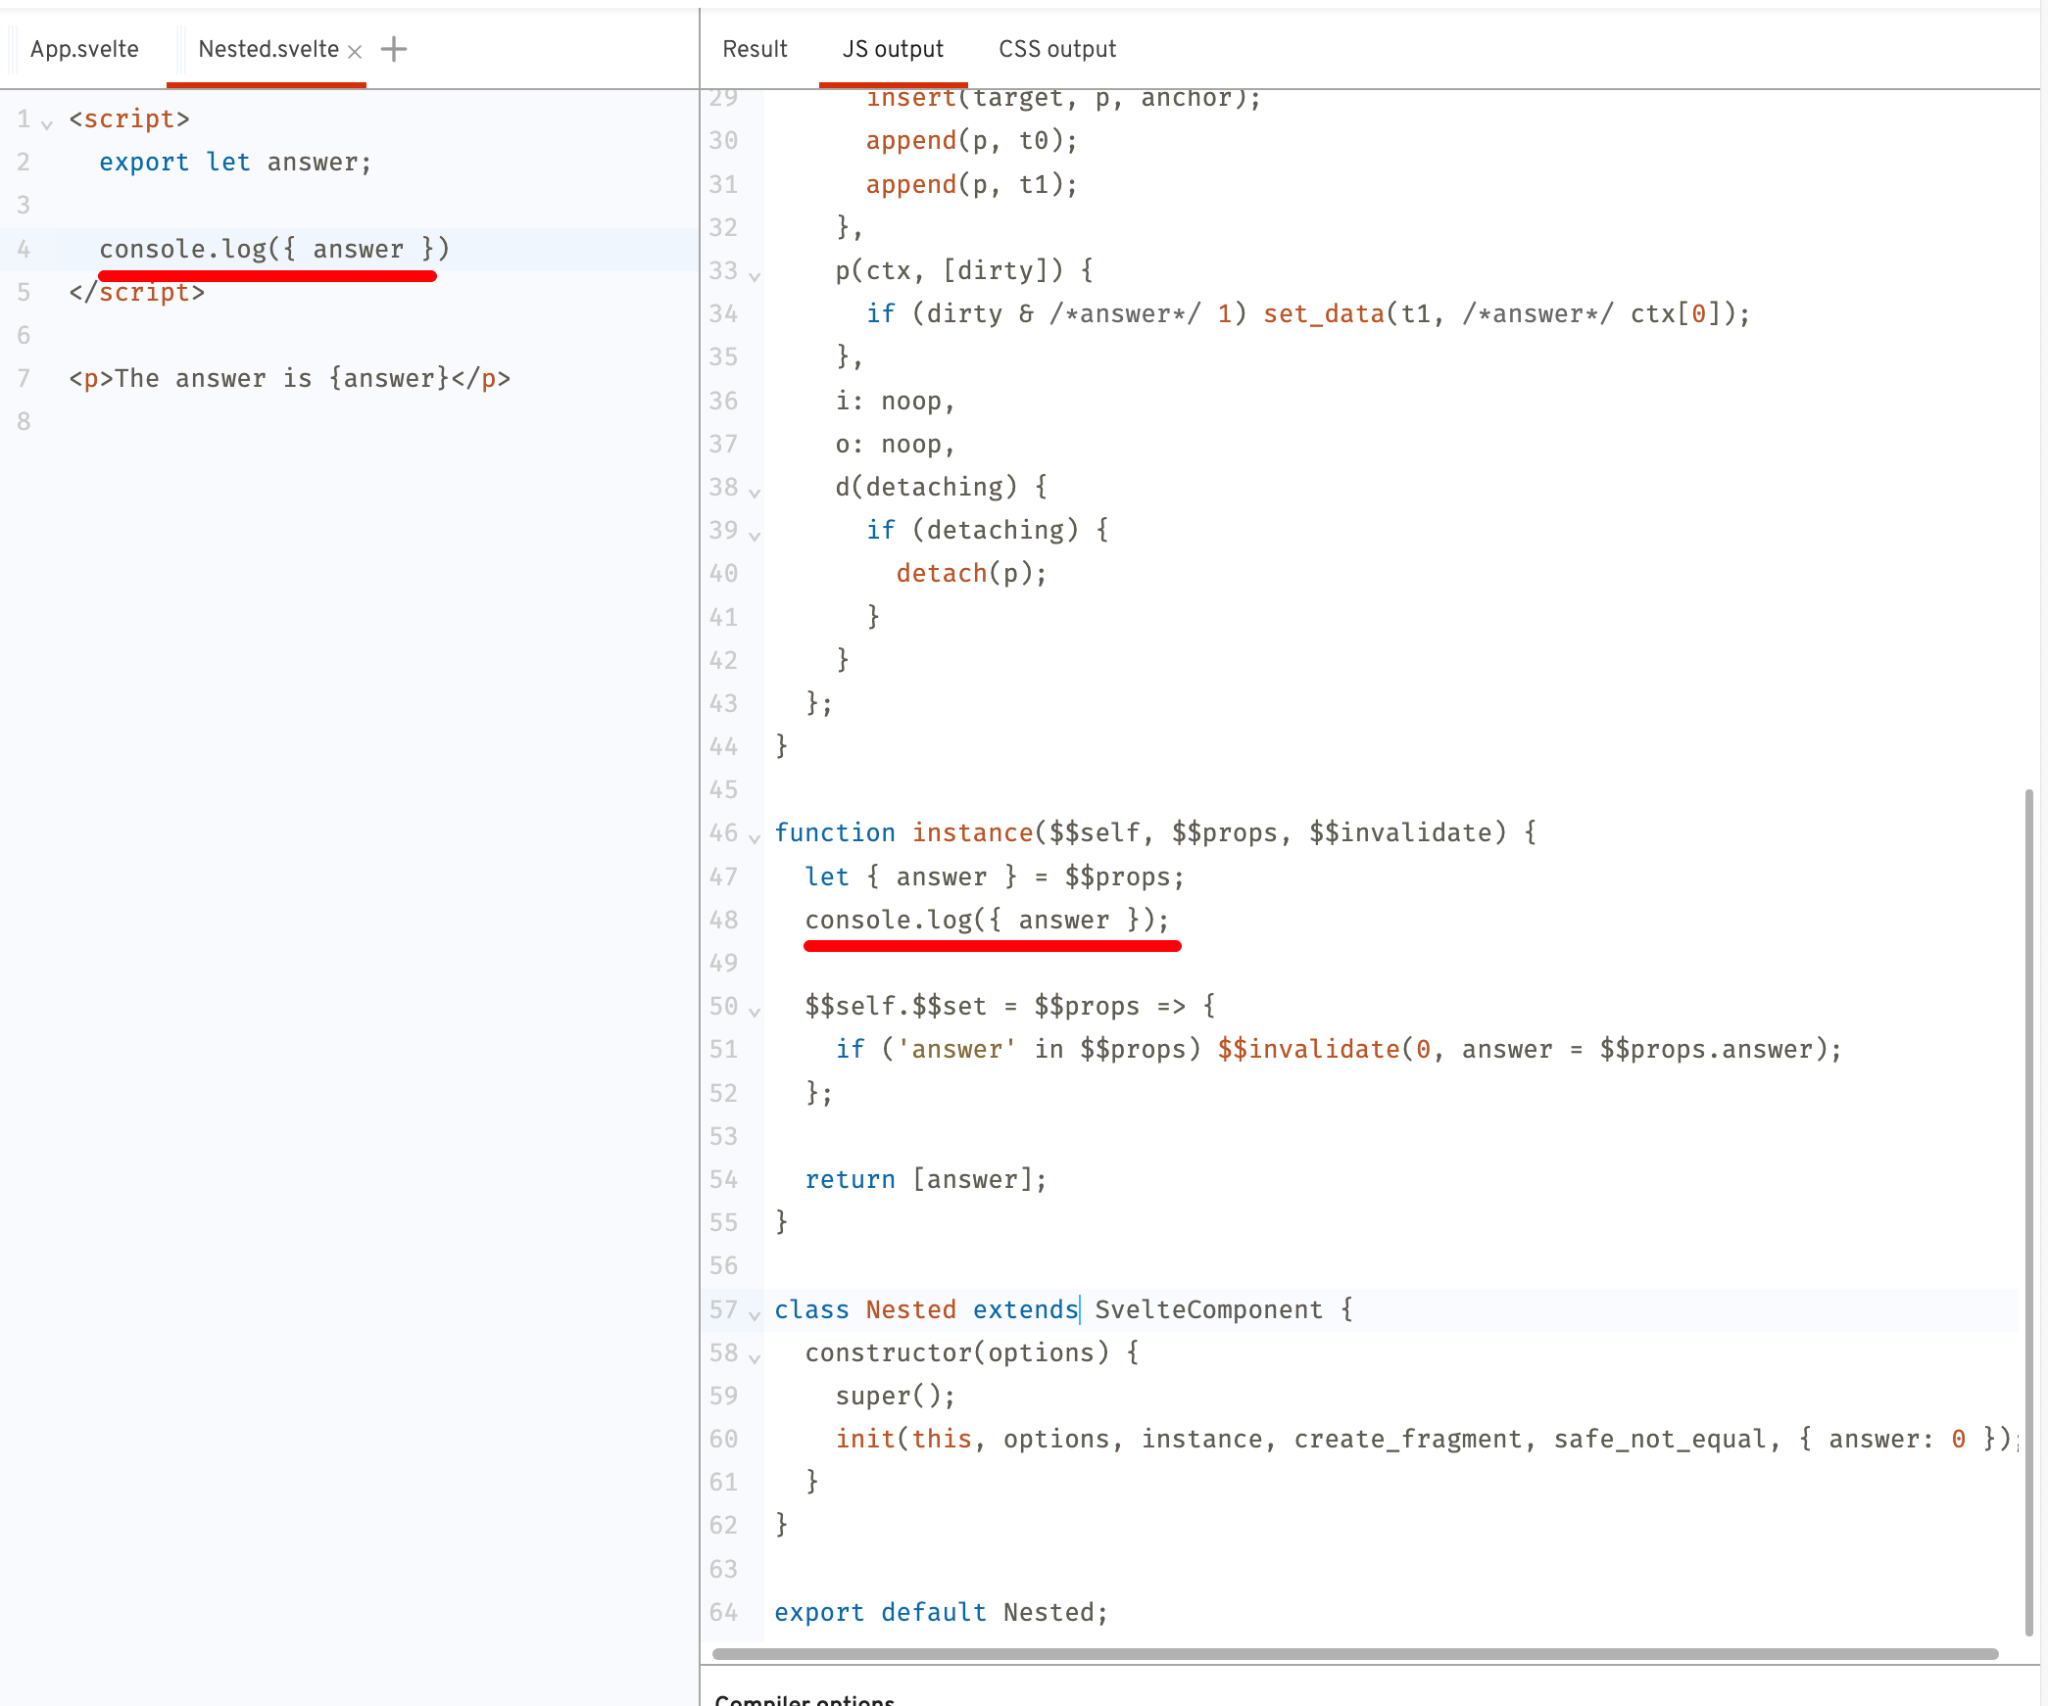 App.svelte
Nested.svelte × +
1 <script>
2 export let answer;
3
4 console.log({ answer })
5 </script>
6
7 <p>The answer is {answer}</p>
8
Result JS output CSS output
29 insert(target, p, anchor);
30 append(p, t0);
31 append(p, t1);
32 },
33 p(ctx, [dirty]) {
34 if (dirty & /*answer*/ 1) set_data(t1, /*answer*/ ctx[0]);
35 },
36 i: noop,
37 o: noop,
38 d(detaching) {
39 if (detaching) {
40 detach(p);
41 }
42 }
43 };
44 }
45
46 function instance($$self, $$props, $$invalidate) {
47 let { answer } = $$props;
48 console.log({ answer });
49
50 $$self.$$set = $$props => {
51 if ('answer' in $$props) $$invalidate(0, answer = $$props.answer);
52 };
53
54 return [answer];
55 }
56
57 class Nested extends SvelteComponent {
58 constructor(options) {
59 super();
60 init(this, options, instance, create_fragment, safe_not_equal, { answer: 0 });
61 }
62 }
63
64 export default Nested;
Compiler options